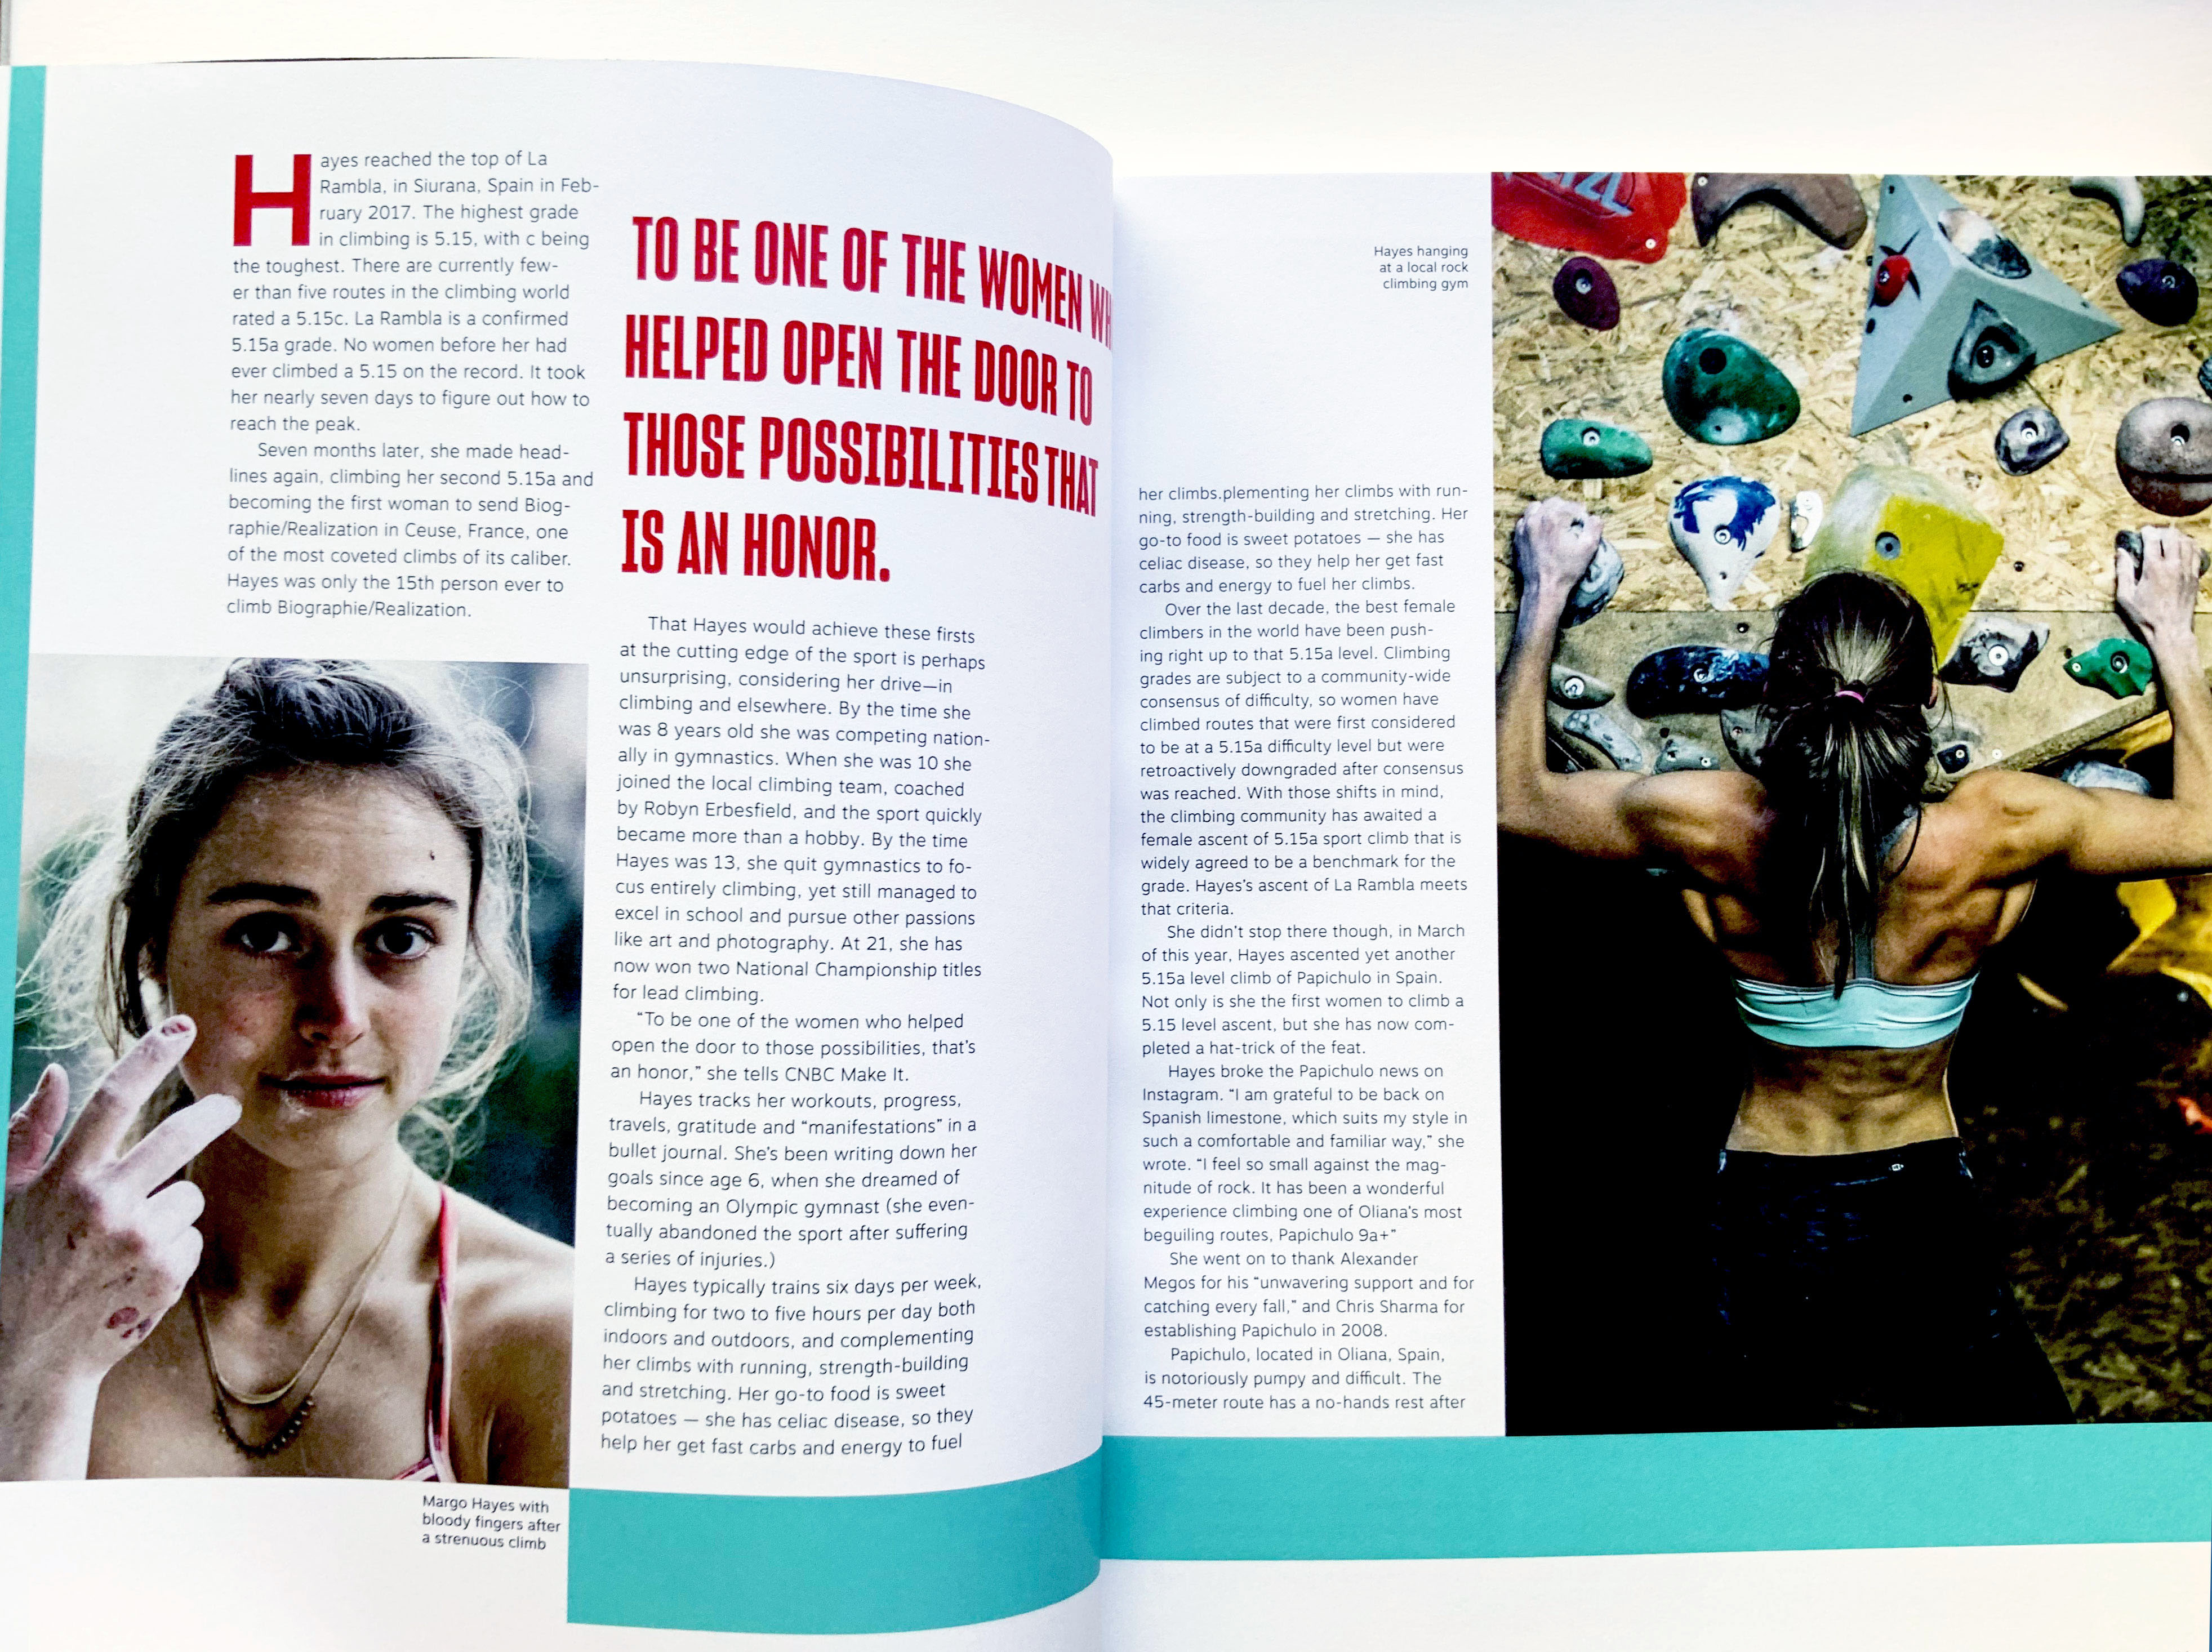 Hayes reached the top of La
Rambla, in Siurana, Spain in Feb-
ruary 2017. The highest grade
in climbing is 5.15, with c being
the toughest. There are currently few-
er than five routes in the climbing world
rated a 5.15c. La Rambla is a confirmed
5.15a grade. No women before her had
ever climbed a 5.15 on the record. It took
her nearly seven days to figure out how to
reach the peak.
Seven months later, she made head-
lines again, climbing her second 5.15a and
becoming the first woman to send Biog-
raphie/Realization in Ceuse, France, one
of the most coveted climbs of its caliber.
Hayes was only the 15th person ever to
climb Biographie/Realization.
Margo Hayes with
bloody fingers after
a strenuous climb
TO BE ONE OF THE WOMEN
HELPED OPEN THE DOOR TO
THOSE POSSIBILITIES THAT
IS AN HONOR.
That Hayes would achieve these firsts
at the cutting edge of the sport is perhaps
unsurprising, considering her drive—in
climbing and elsewhere. By the time she
was 8 years old she was competing nation-
ally in gymnastics. When she was 10 she
joined the local climbing team, coached
by Robyn Erbesfield, and the sport quickly
became more than a hobby. By the time
Hayes was 13, she quit gymnastics to fo-
cus entirely climbing, yet still managed to
excel in school and pursue other passions
like art and photography. At 21, she has
now won two National Championship titles
for lead climbing.
“To be one of the women who helped
open the door to those possibilities, that’s
an honor,” she tells CNBC Make It.
Hayes tracks her workouts, progress,
travels, gratitude and “manifestations” in a
bullet journal. She’s been writing down her
goals since age 6, when she dreamed of
becoming an Olympic gymnast (she even-
tually abandoned the sport after suffering
a series of injuries.)
Hayes typically trains six days per week,
climbing for two to five hours per day both
indoors and outdoors, and complementing
her climbs with running, strength-building
and stretching. Her go-to food is sweet
potatoes — she has celiac disease, so they
help her get fast carbs and energy to fuel
Hayes hanging
at a local rock
climbing gym
her climbs.plementing her climbs with run-
ning, strength-building and stretching. Her
go-to food is sweet potatoes — she has
celiac disease, so they help her get fast
carbs and energy to fuel her climbs.
Over the last decade, the best female
climbers in the world have been push-
ing right up to that 5.15a level. Climbing
grades are subject to a community-wide
consensus of difficulty, so women have
climbed routes that were first considered
to be at a 5.15a difficulty level but were
retroactively downgraded after consensus
was reached. With those shifts in mind,
the climbing community has awaited a
female ascent of 5.15a sport climb that is
widely agreed to be a benchmark for the
grade. Hayes’s ascent of La Rambla meets
that criteria.
She didn’t stop there though, in March
of this year, Hayes ascented yet another
5.15a level climb of Papichulo in Spain.
Not only is she the first women to climb a
5.15 level ascent, but she has now com-
pleted a hat-trick of the feat.
Hayes broke the Papichulo news on
Instagram. “I am grateful to be back on
Spanish limestone, which suits my style in
such a comfortable and familiar way,” she
wrote. “I feel so small against the mag-
nitude of rock. It has been a wonderful
experience climbing one of Oliana’s most
beguiling routes, Papichulo 9a+”
She went on to thank Alexander
Megos for his “unwavering support and for
catching every fall,” and Chris Sharma for
establishing Papichulo in 2008.
Papichulo, located in Oliana, Spain,
is notoriously pumpy and difficult. The
45-meter route has a no-hands rest after